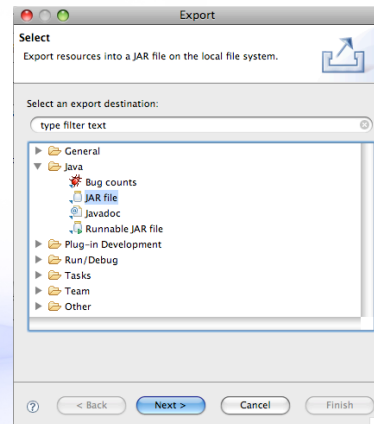 Export
Select
Export resources into a JAR file on the local file system.
Select an export destination:
type filter text
General
Java
Bug counts
JAR file
Javadoc
Runnable JAR file
Plug-in Development
Run/Debug
Tasks
Team
Other
? < Back Next > Cancel Finish